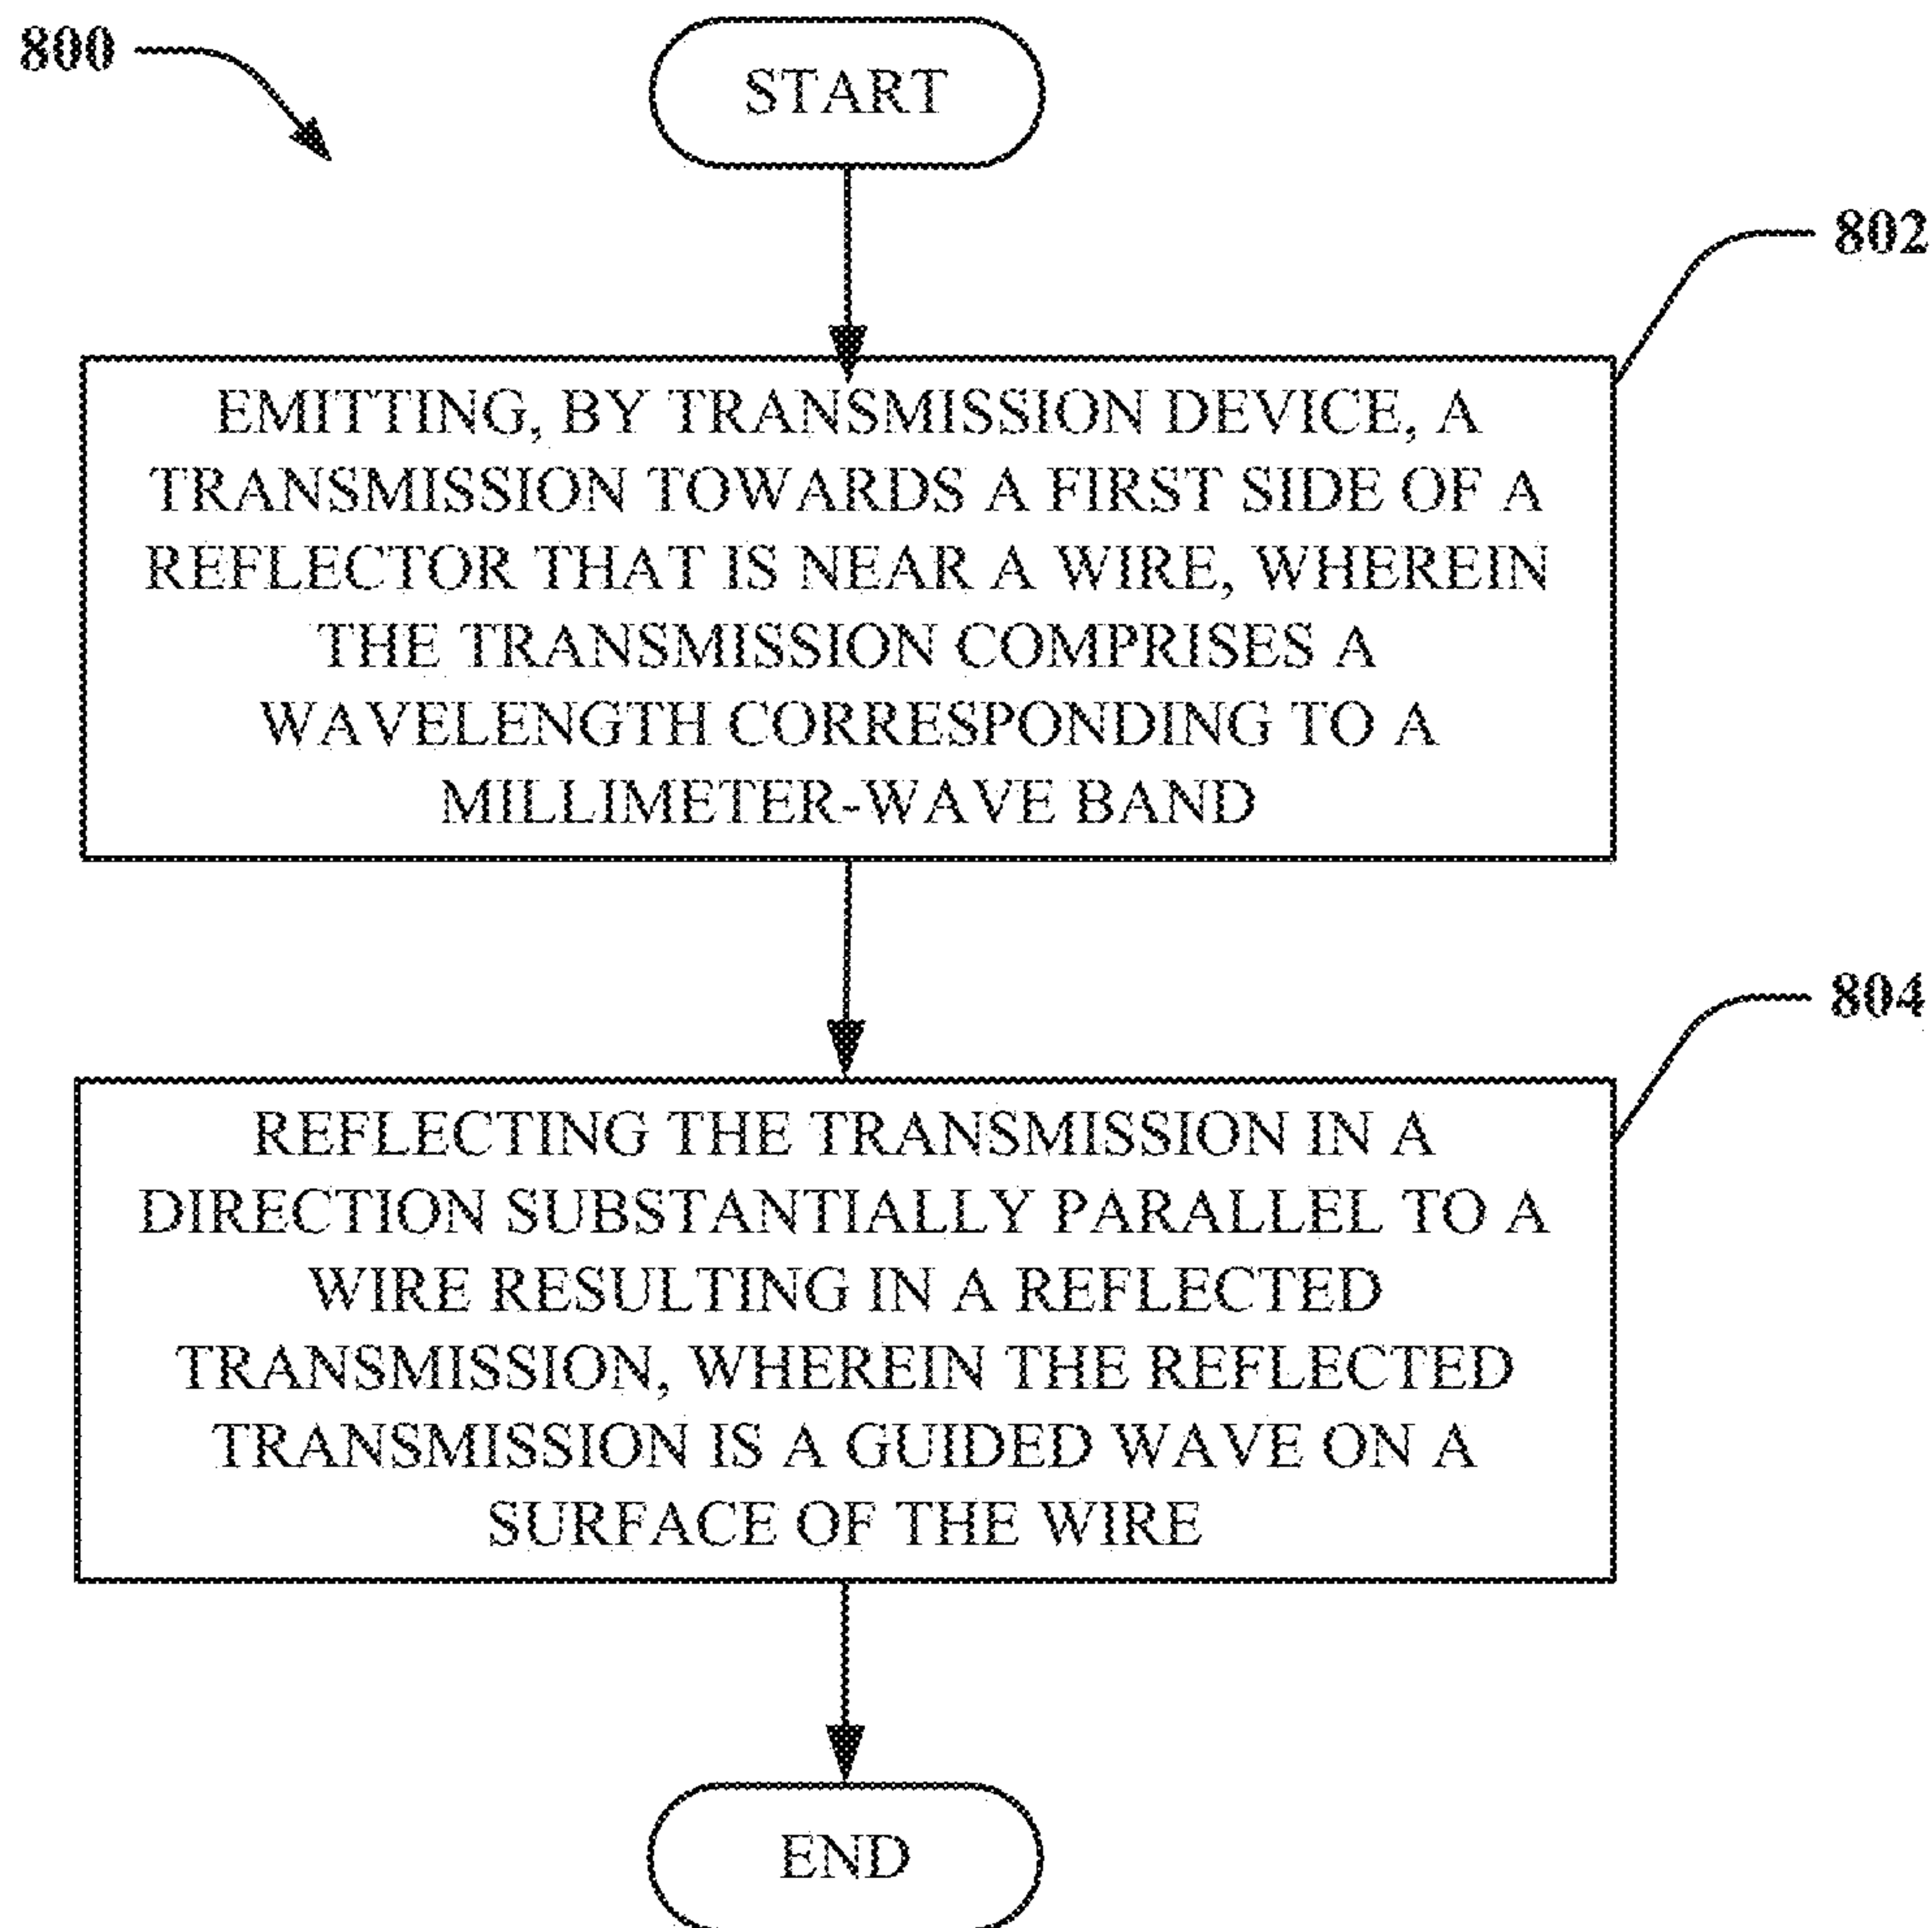 800
START
802
EMITTING, BY TRANSMISSION DEVICE, A
TRANSMISSION TOWARDS A FIRST SIDE OF A
REFLECTOR THAT IS NEAR A WIRE, WHEREIN
THE TRANSMISSION COMPRISES A
WAVELENGTH CORRESPONDING TO A
MILLIMETER-WAVE BAND
804
REFLECTING THE TRANSMISSION IN A
DIRECTION SUBSTANTIALLY PARALLEL TO A
WIRE RESULTING IN A REFLECTED
TRANSMISSION, WHEREIN THE REFLECTED
TRANSMISSION IS A GUIDED WAVE ON A
SURFACE OF THE WIRE
END